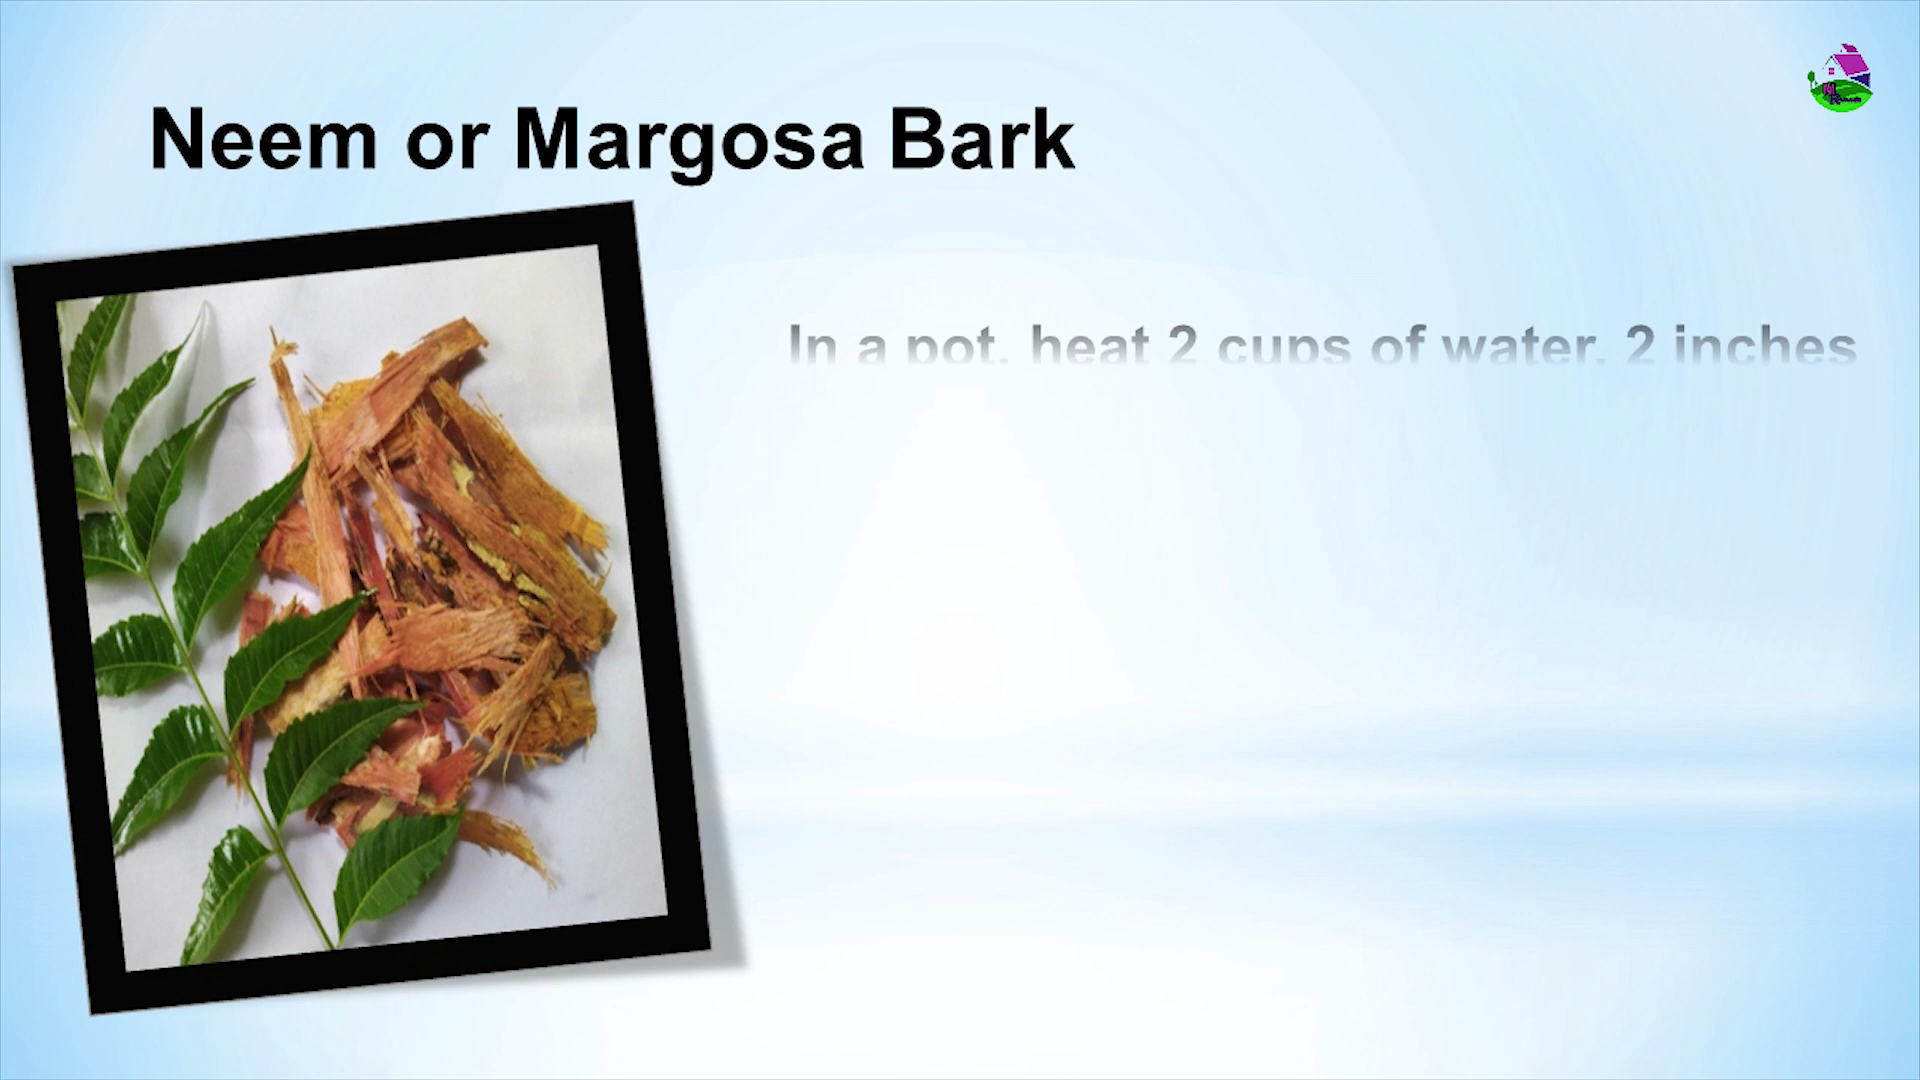 Neem or Margosa Bark
In a pot, heat 2 cups of water, 2 inches